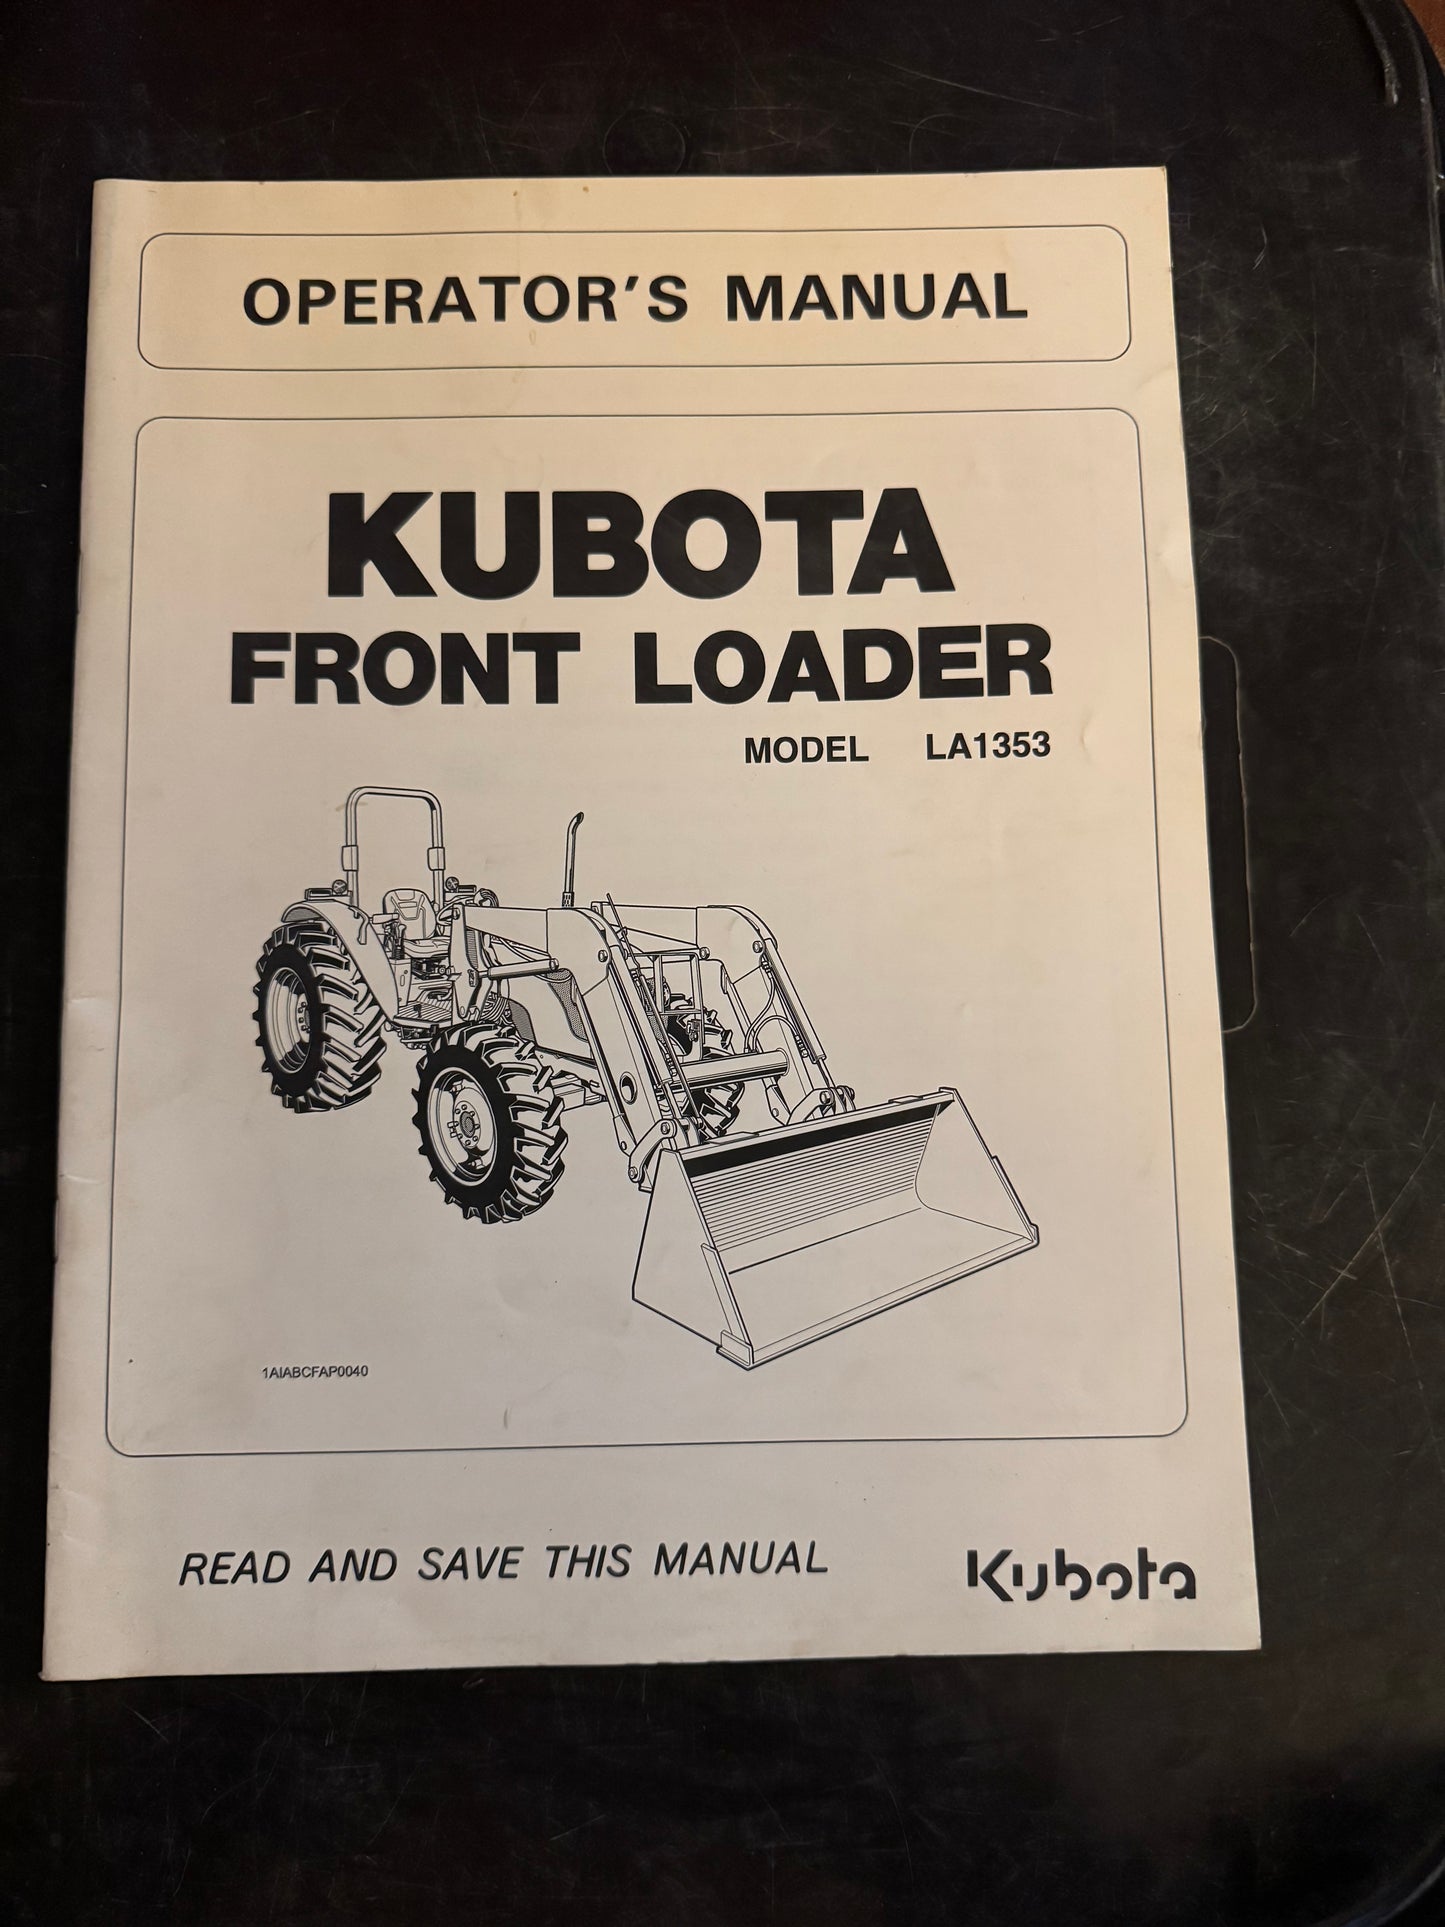 OPERATOR'S MANUAL
KUBOTA
FRONT LOADER
MODEL LA1353
1AIABCFAP0040
READ AND SAVE THIS MANUAL
Kubota